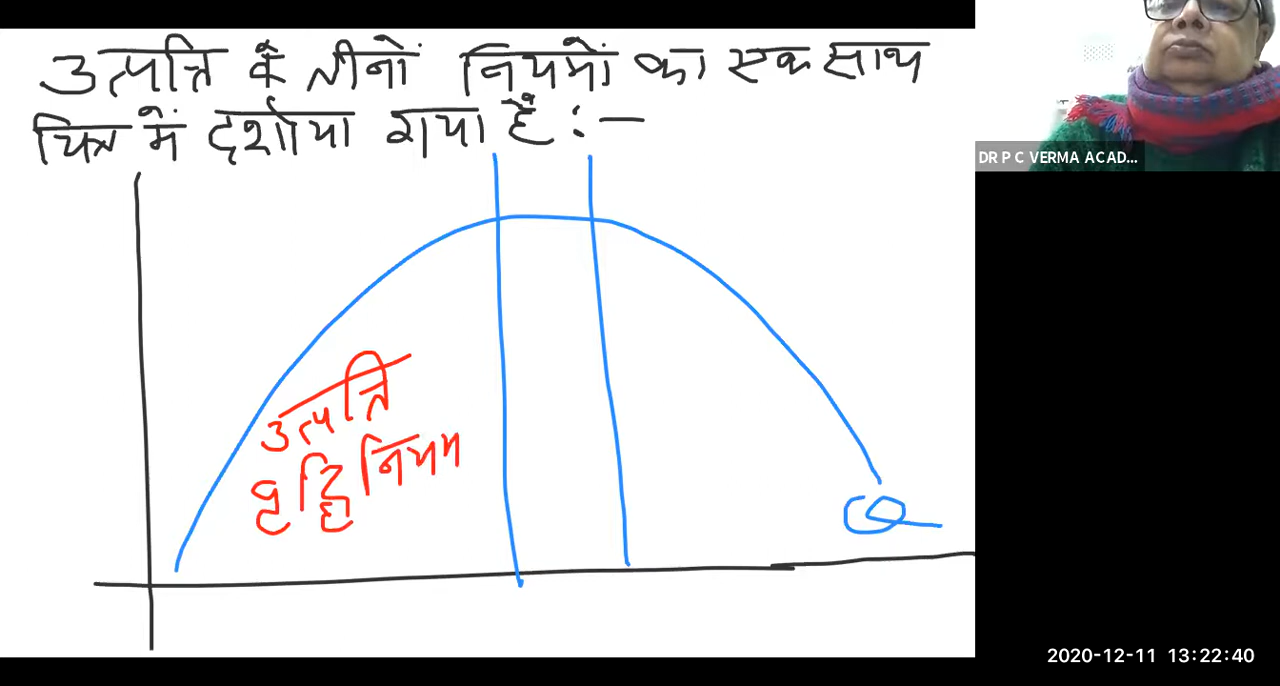 उत्पत्ति के तीनों नियमों का एक साथ
चित्र में दर्शाया गया है :-
उत्पत्ति
वृद्धि नियम
Q
DR P C VERMA ACAD...
2020-12-11 13:22:40